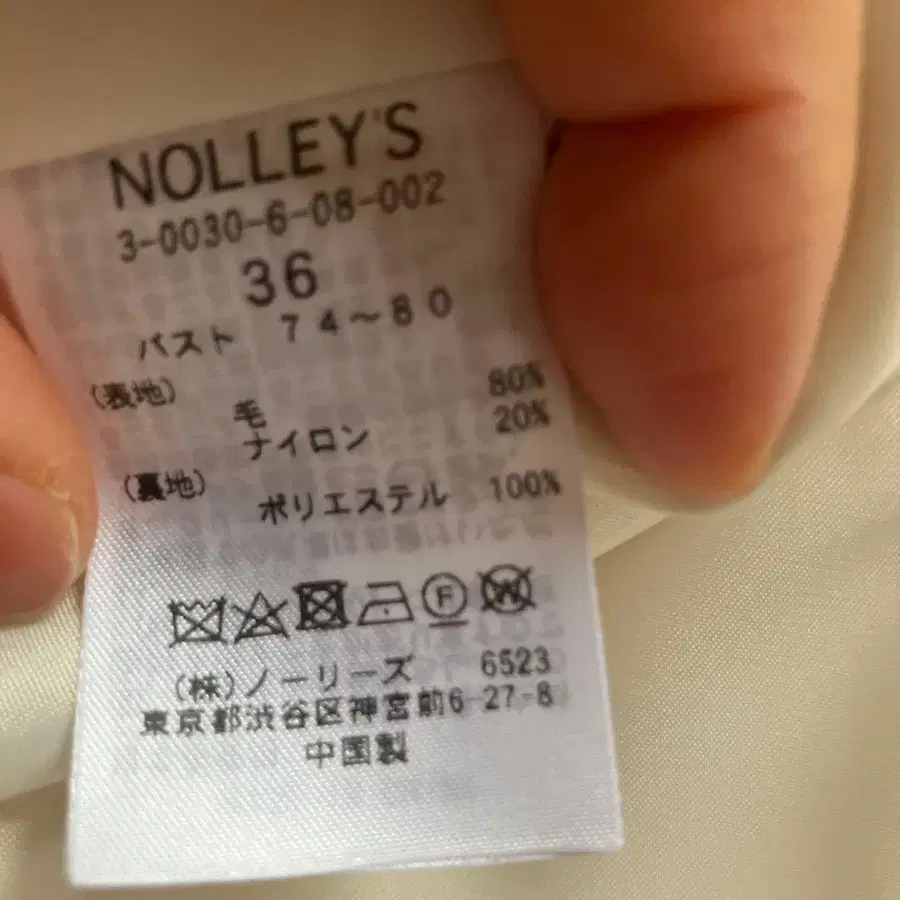 NOLLEY'S
3-0030-6-08-002
36
バスト 74～80
(表地)
毛 80%
ナイロン 20%
(裏地)
ポリエステル 100%
F W
(株)ノーリーズ 6523
東京都渋谷区神宮前6-27-8
中国製